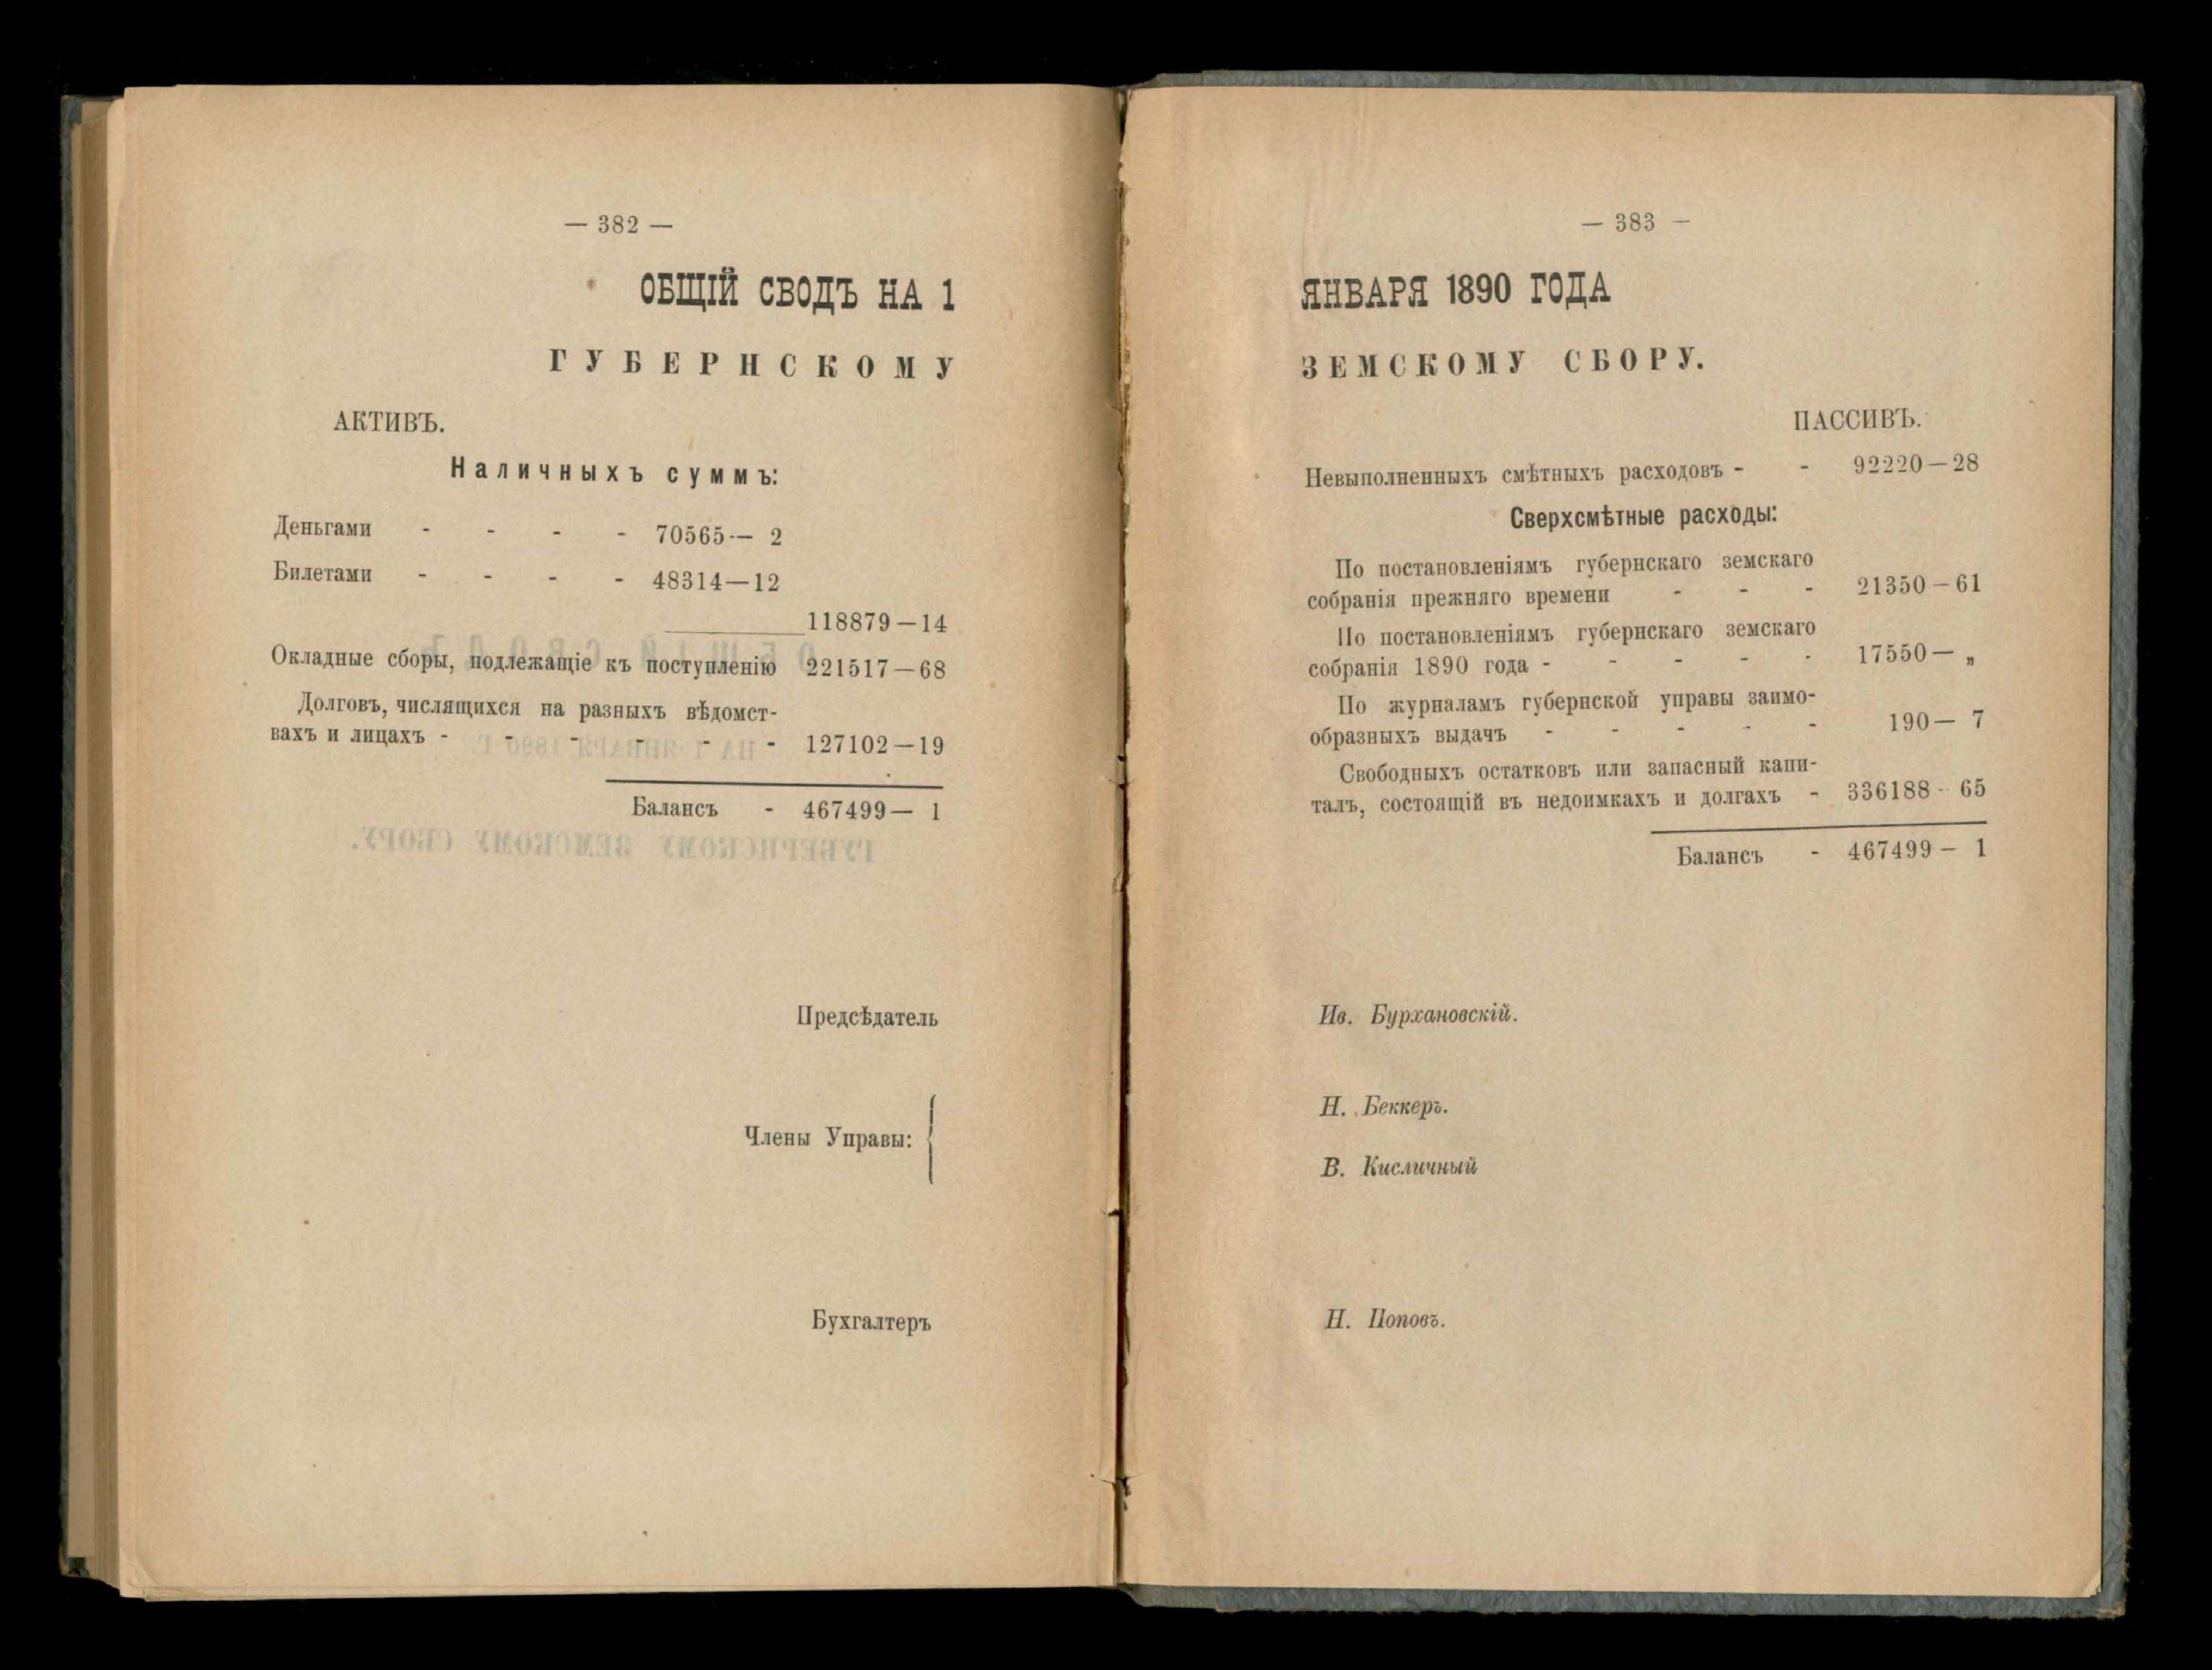 — 382 —
ОБЩІЙ СВОДЪ НА 1
ГУБЕРНСКОМУ
АКТИВЪ.
Наличныхъ суммъ:
Деньгами - - - - 70565 — 2
Билетами - - - - 48314—12
118879—14
Окладные сборы, подлежащіе къ поступленію 221517—68
Долговъ, числящихся на разныхъ вѣдомст-
вахъ и лицахъ - - - - - - 127102—19
Балансъ - 467499— 1
Предсѣдатель
Члены Управы:
Бухгалтеръ
— 383 —
ЯНВАРЯ 1890 ГОДА
ЗЕМСКОМУ СБОРУ.
ПАССИВЪ.
Невыполненныхъ смѣтныхъ расходовъ - - 92220—28
Сверхсмѣтные расходы:
По постановленіямъ губернскаго земскаго
собранія прежняго времени - - - 21350—61
По постановленіямъ губернскаго земскаго
собранія 1890 года - - - - - 17550— „
По журналамъ губернской управы заимо-
образныхъ выдачъ - - - - - 190— 7
Свободныхъ остатковъ или запасный капи-
талъ, состоящій въ недоимкахъ и долгахъ - 336188 - 65
Балансъ - 467499— 1
Ив. Бурхановскій.
Н. Беккеръ.
В. Кисличный
Н. Поповъ.